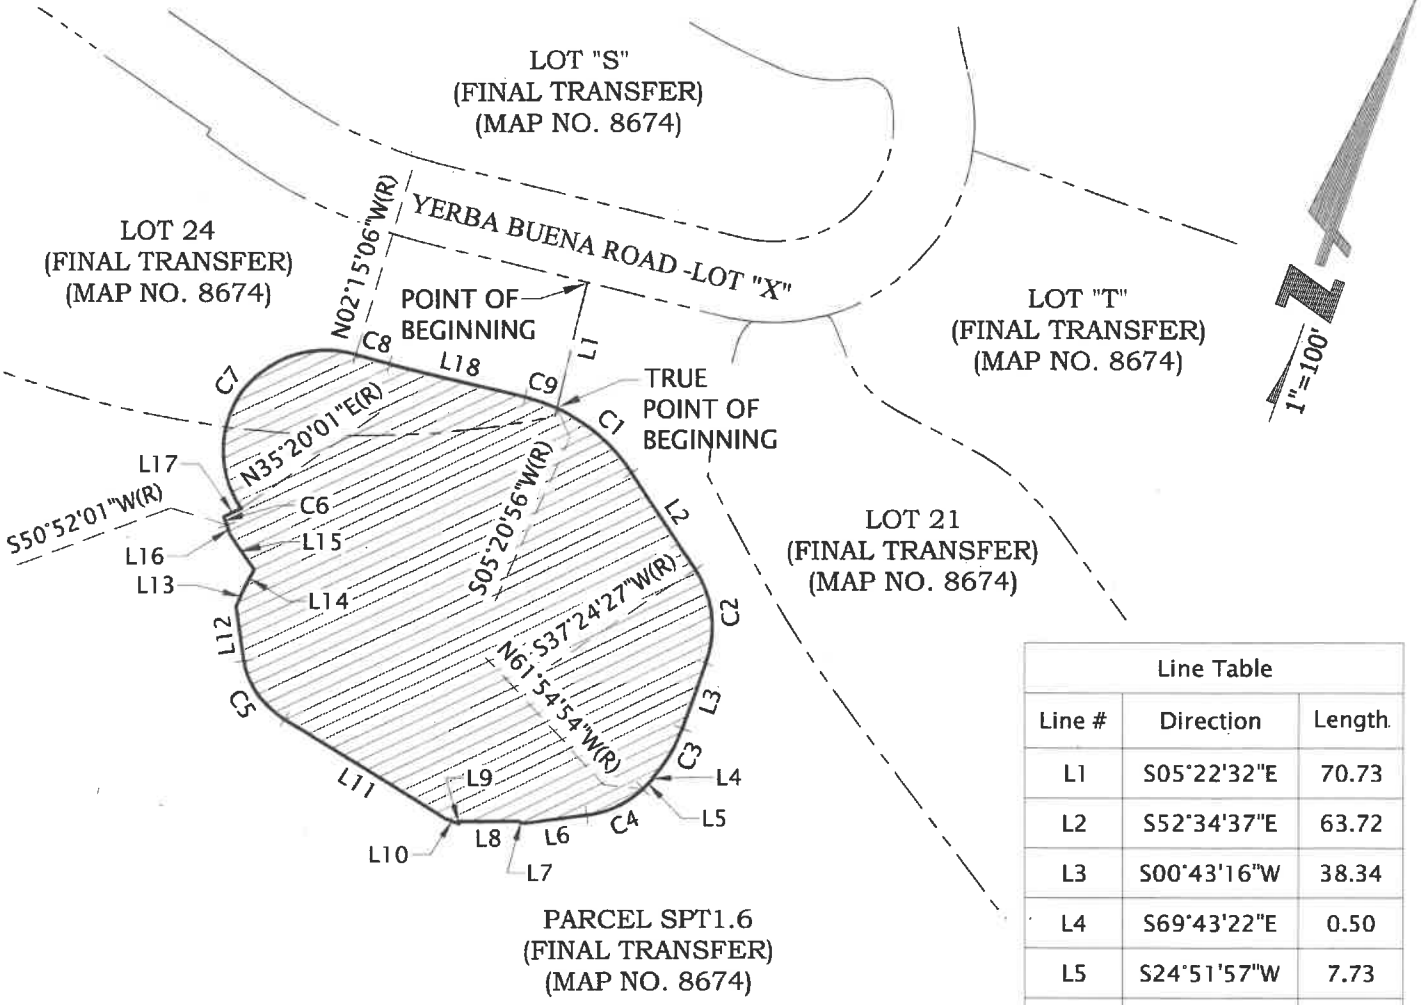 LOT "S"
(FINAL TRANSFER)
(MAP NO. 8674)
LOT 24
(FINAL TRANSFER)
(MAP NO. 8674)
N02°15'06"W(R)
YERBA BUENA ROAD -LOT "X"
POINT OF
BEGINNING
L1
LOT "T"
(FINAL TRANSFER)
(MAP NO. 8674)
N
1"=100'
C7
C8
L18
C9
TRUE
POINT OF
BEGINNING
C1
N35°20'01"E(R)
L17
C6
S50°52'01"W(R)
L16
L15
L13
L14
S05°20'56"W(R)
L2
LOT 21
(FINAL TRANSFER)
(MAP NO. 8674)
S37°24'27"W(R)
N61°54'54"W(R)
C2
L12
C5
L3
C3
L4
L5
L11
L9
L10
L8
L7
L6
C4
PARCEL SPT1.6
(FINAL TRANSFER)
(MAP NO. 8674)
Line Table
Line # Direction Length
L1 S05°22'32"E 70.73
L2 S52°34'37"E 63.72
L3 S00°43'16"W 38.34
L4 S69°43'22"E 0.50
L5 S24°51'57"W 7.73